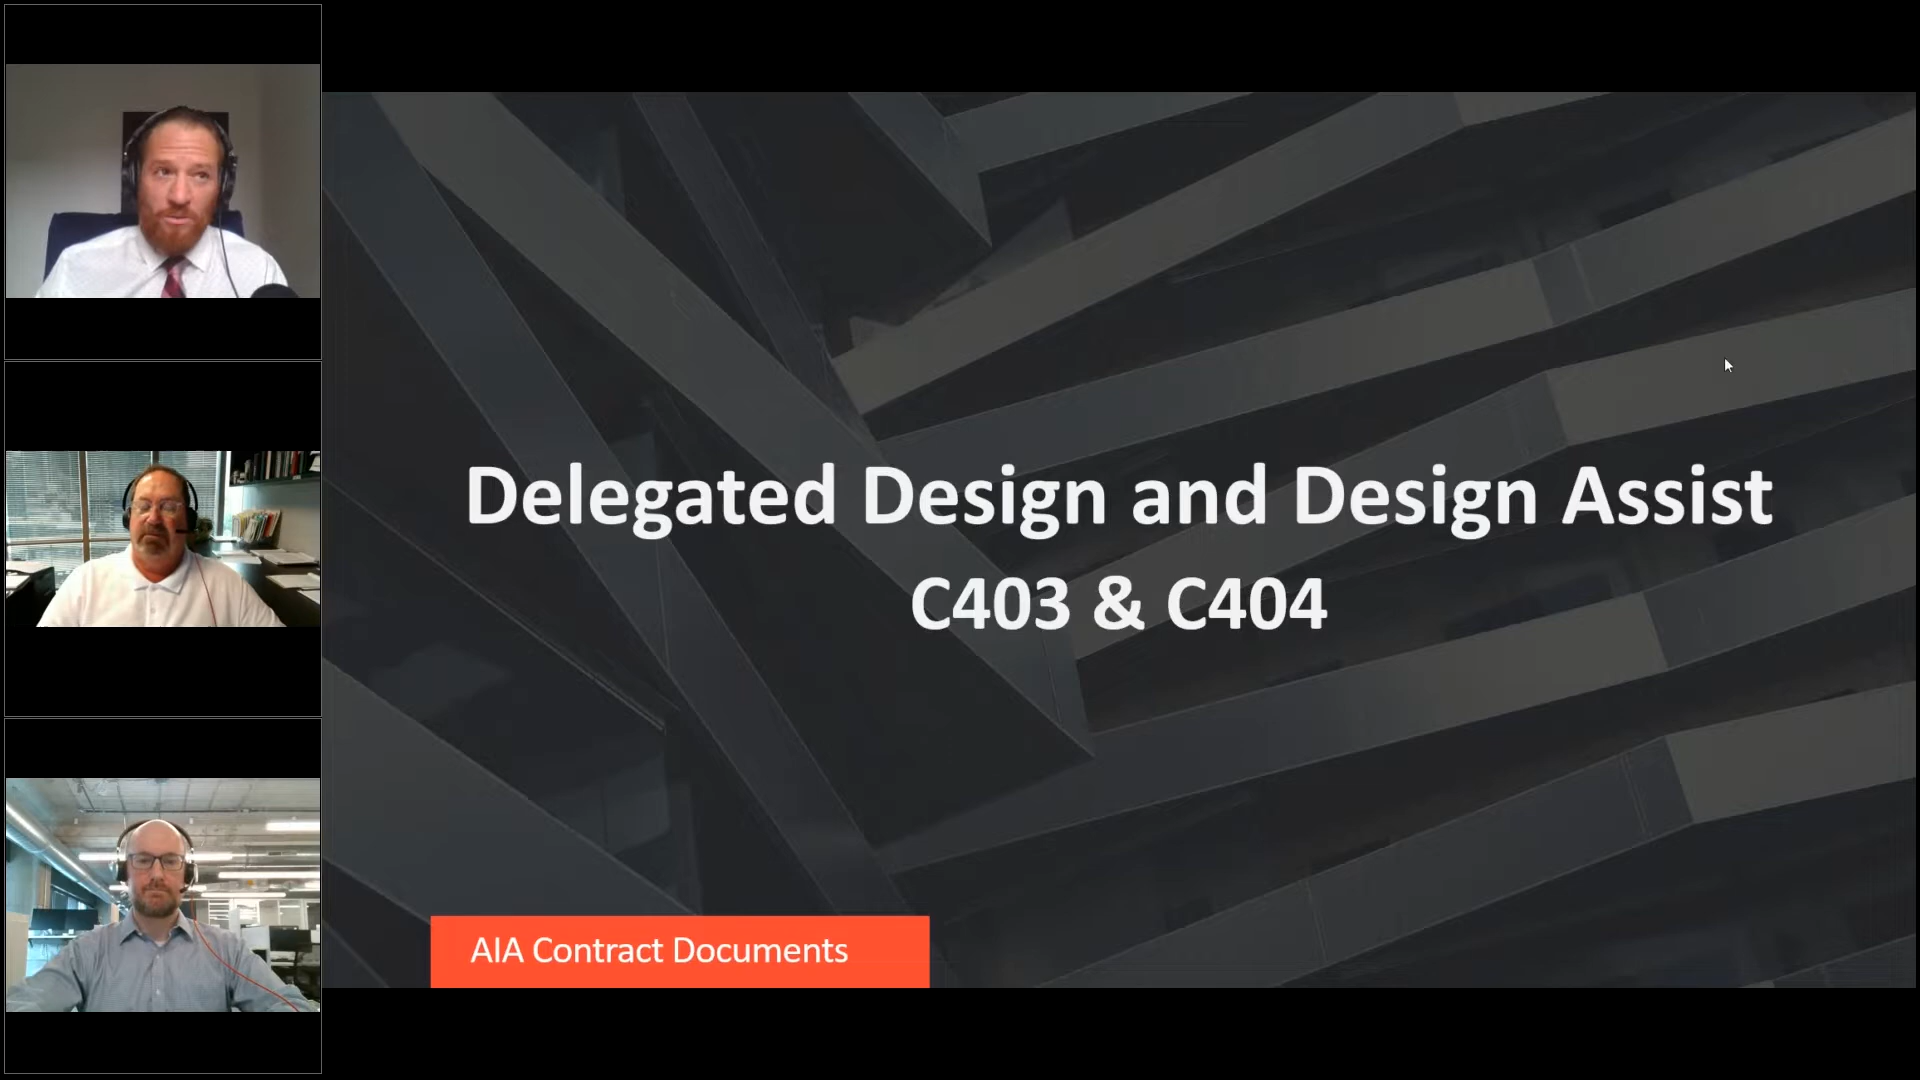 Delegated Design and Design Assist
C403 & C404
AIA Contract Documents